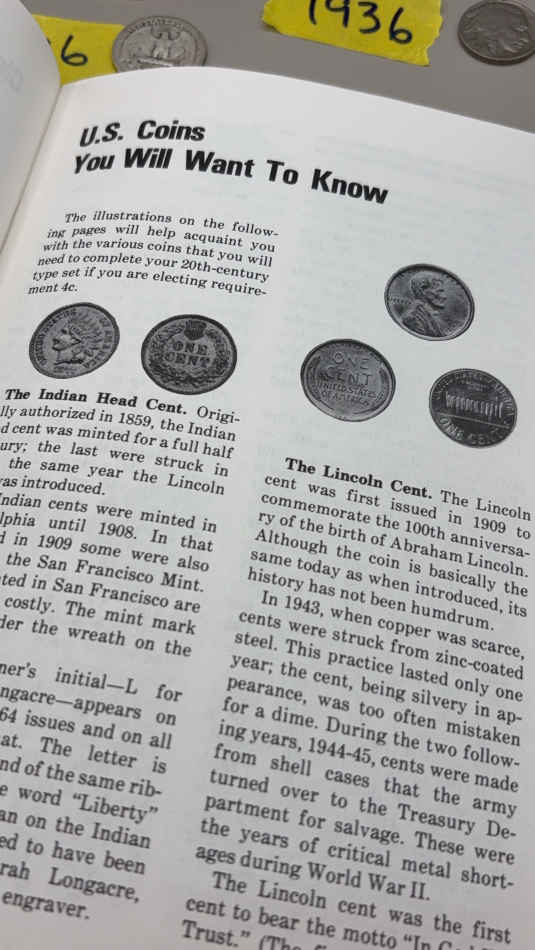 6
1936
U.S. Coins
You Will Want To Know
The illustrations on the follow-
ing pages will help acquaint you
with the various coins that you will
need to complete your 20th-century
type set if you are electing require-
ment 4c.
ONE
CENT
The Indian Head Cent. Origi-
lly authorized in 1859, the Indian
d cent was minted for a full half
ury; the last were struck in
the same year the Lincoln
as introduced.
Indian cents were minted in
lphia until 1908. In that
d in 1909 some were also
the San Francisco Mint.
ted in San Francisco are
costly. The mint mark
der the wreath on the
ner's initial—L for
ngacre—appears on
64 issues and on all
at. The letter is
nd of the same rib-
e word "Liberty"
an on the Indian
ed to have been
rah Longacre,
engraver.
ONE
CENT
UNITED STATES
OF AMERICA
ONE CENT
The Lincoln Cent. The Lincoln
cent was first issued in 1909 to
commemorate the 100th anniversa-
ry of the birth of Abraham Lincoln.
Although the coin is basically the
same today as when introduced, its
history has not been humdrum.
In 1943, when copper was scarce,
cents were struck from zinc-coated
steel. This practice lasted only one
year; the cent, being silvery in ap-
pearance, was too often mistaken
for a dime. During the two follow-
ing years, 1944-45, cents were made
from shell cases that the army
turned over to the Treasury De-
partment for salvage. These were
the years of critical metal short-
ages during World War II.
The Lincoln cent was the first
cent to bear the motto "In
Trust."